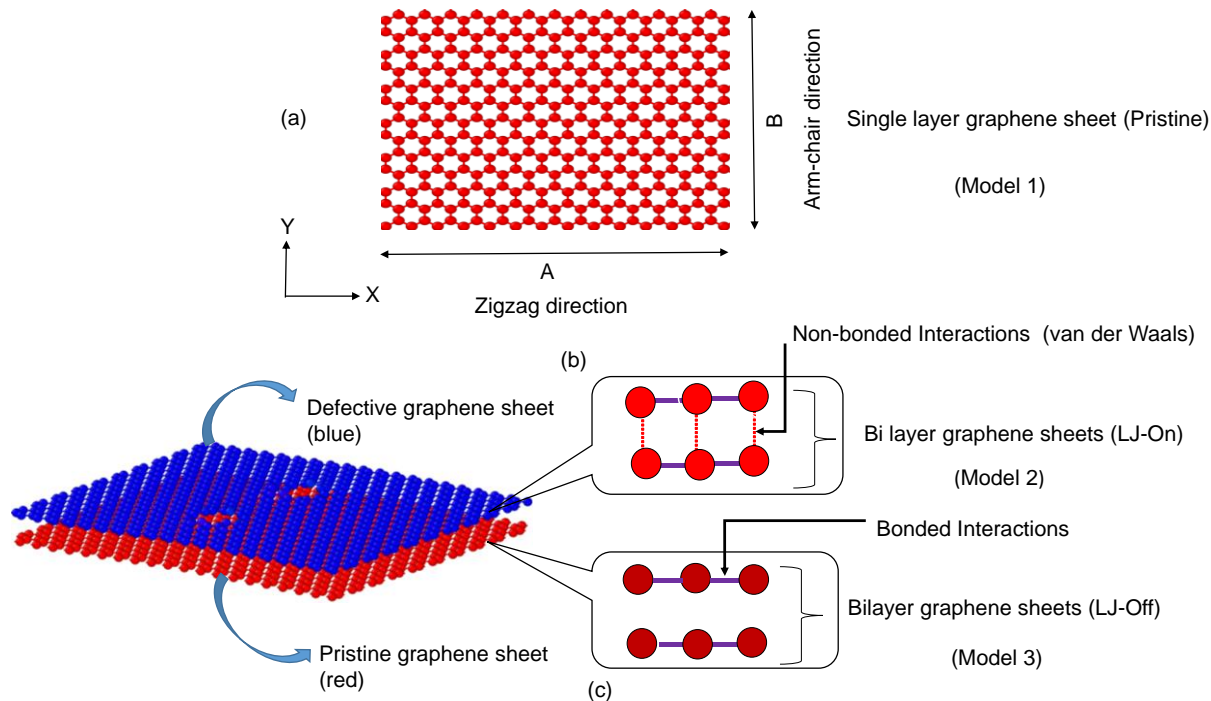 (a)
B
Arm-chair direction
Single layer graphene sheet (Pristine)
(Model 1)
Y
X
A
Zigzag direction
Non-bonded Interactions (van der Waals)
(b)
Defective graphene sheet
(blue)
Bi layer graphene sheets (LJ-On)
(Model 2)
Bonded Interactions
Bilayer graphene sheets (LJ-Off)
(Model 3)
Pristine graphene sheet
(red)
(c)